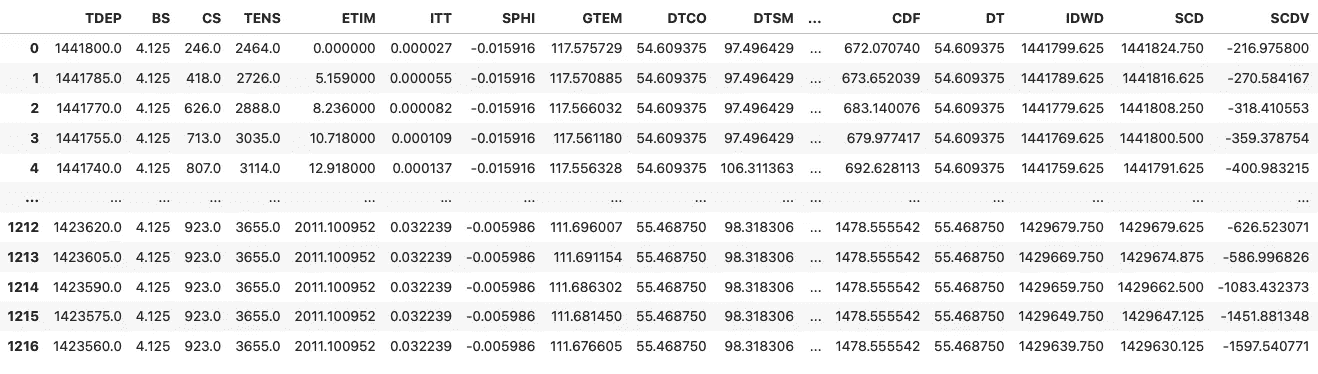 TDEP BS CS TENS ETIM ITT SPHI GTEM DTCO DTSM ... CDF DT IDWD SCD SCDV
0 1441800.0 4.125 246.0 2464.0 0.000000 0.000027 -0.015916 117.575729 54.609375 97.496429 ... 672.070740 54.609375 1441799.625 1441824.750 -216.975800
1 1441785.0 4.125 418.0 2726.0 5.159000 0.000055 -0.015916 117.570885 54.609375 97.496429 ... 673.652039 54.609375 1441789.625 1441816.625 -270.584167
2 1441770.0 4.125 626.0 2888.0 8.236000 0.000082 -0.015916 117.566032 54.609375 97.496429 ... 683.140076 54.609375 1441779.625 1441808.250 -318.410553
3 1441755.0 4.125 713.0 3035.0 10.718000 0.000109 -0.015916 117.561180 54.609375 97.496429 ... 679.977417 54.609375 1441769.625 1441800.500 -359.378754
4 1441740.0 4.125 807.0 3114.0 12.918000 0.000137 -0.015916 117.556328 54.609375 106.311363 ... 692.628113 54.609375 1441759.625 1441791.625 -400.983215
... ... ... ... ... ... ... ... ... ... ... ... ... ... ... ... ...
1212 1423620.0 4.125 923.0 3655.0 2011.100952 0.032239 -0.005986 111.696007 55.468750 98.318306 ... 1478.555542 55.468750 1429679.750 1429679.625 -626.523071
1213 1423605.0 4.125 923.0 3655.0 2011.100952 0.032239 -0.005986 111.691154 55.468750 98.318306 ... 1478.555542 55.468750 1429669.750 1429674.875 -586.996826
1214 1423590.0 4.125 923.0 3655.0 2011.100952 0.032239 -0.005986 111.686302 55.468750 98.318306 ... 1478.555542 55.468750 1429659.750 1429662.500 -1083.432373
1215 1423575.0 4.125 923.0 3655.0 2011.100952 0.032239 -0.005986 111.681450 55.468750 98.318306 ... 1478.555542 55.468750 1429649.750 1429647.125 -1451.881348
1216 1423560.0 4.125 923.0 3655.0 2011.100952 0.032239 -0.005986 111.676605 55.468750 98.318306 ... 1478.555542 55.468750 1429639.750 1429630.125 -1597.540771